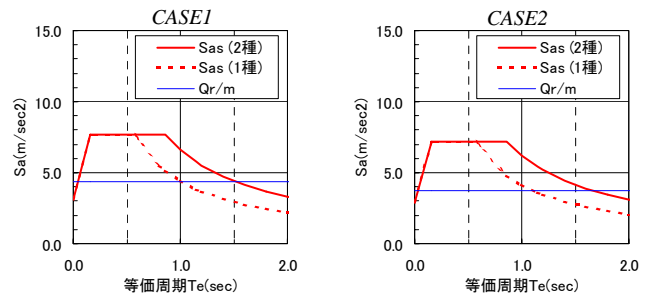 CASE1
15.0
10.0
5.0
0.0
Sa(m/sec2)
Sas (2種)
Sas (1種)
Qr/m
0.0 1.0 2.0
等価周期Te(sec)
CASE2
15.0
10.0
5.0
0.0
Sa(m/sec2)
Sas (2種)
Sas (1種)
Qr/m
0.0 1.0 2.0
等価周期Te(sec)